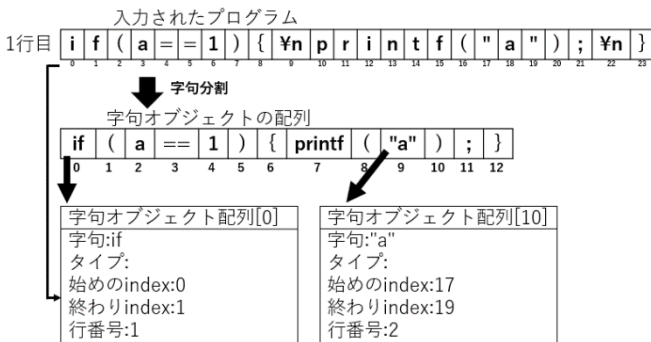 入力されたプログラム
1行目 i f ( a = = 1 ) { ¥n p r i n t f ( " a " ) ; ¥n }
0 1 2 3 4 5 6 7 8 9 10 11 12 13 14 15 16 17 18 19 20 21 22 23
字句分割
字句オブジェクトの配列
if ( a == 1 ) { printf ( "a" ) ; }
0 1 2 3 4 5 6 7 8 9 10 11 12
字句オブジェクト配列[0]
字句:if
タイプ:
始めのindex:0
終わりindex:1
行番号:1
字句オブジェクト配列[10]
字句:"a"
タイプ:
始めのindex:17
終わりindex:19
行番号:2